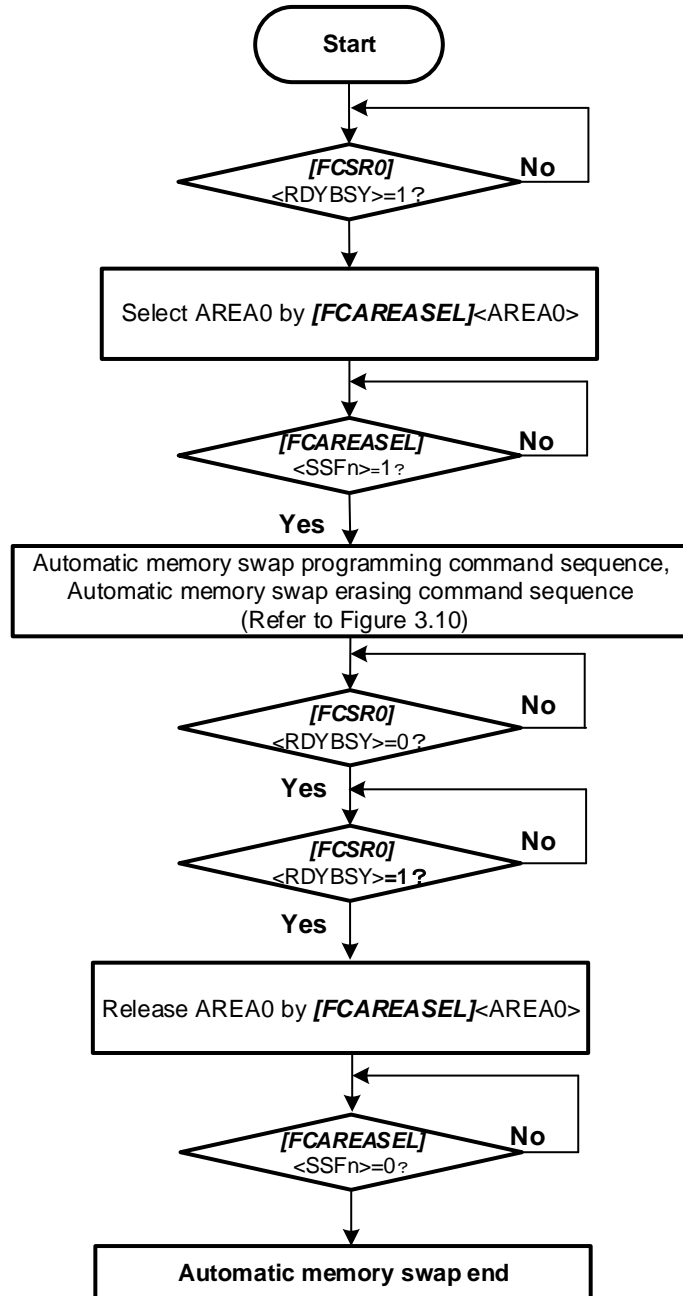 Start
[FCSR0]
<RDYBSY>=1?
No
Select AREA0 by [FCAREASEL]<AREA0>
[FCAREASEL]
<SSFn>=1?
No
Yes
Automatic memory swap programming command sequence,
Automatic memory swap erasing command sequence
(Refer to Figure 3.10)
[FCSR0]
<RDYBSY>=0?
No
Yes
[FCSR0]
<RDYBSY>=1?
No
Yes
Release AREA0 by [FCAREASEL]<AREA0>
[FCAREASEL]
<SSFn>=0?
No
Automatic memory swap end